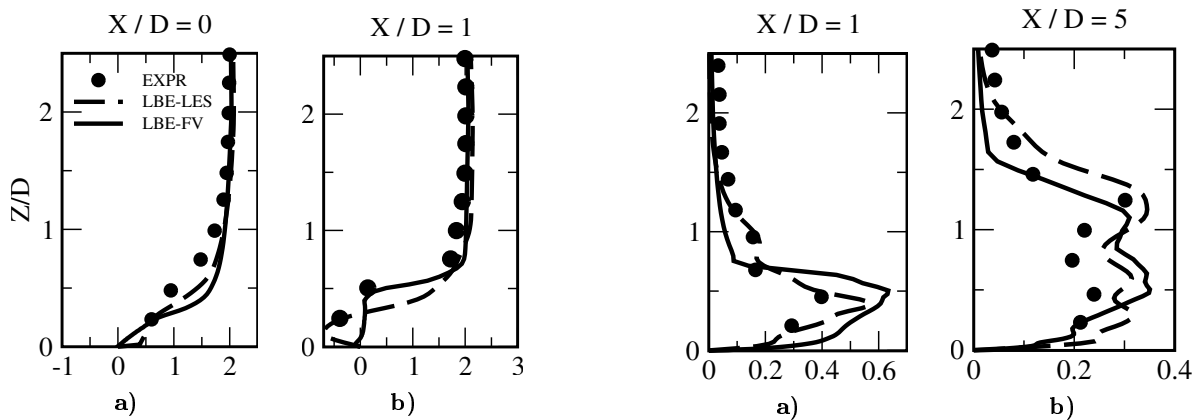 X / D = 0
X / D = 1
X / D = 1
X / D = 5
EXPR
LBE-LES
LBE-FV
Z/D
2
1
0
-1 0 1 2
a)
2
1
0
0 1 2 3
b)
2
1
0
0 0.2 0.4 0.6
a)
2
1
0
0 0.2 0.4
b)